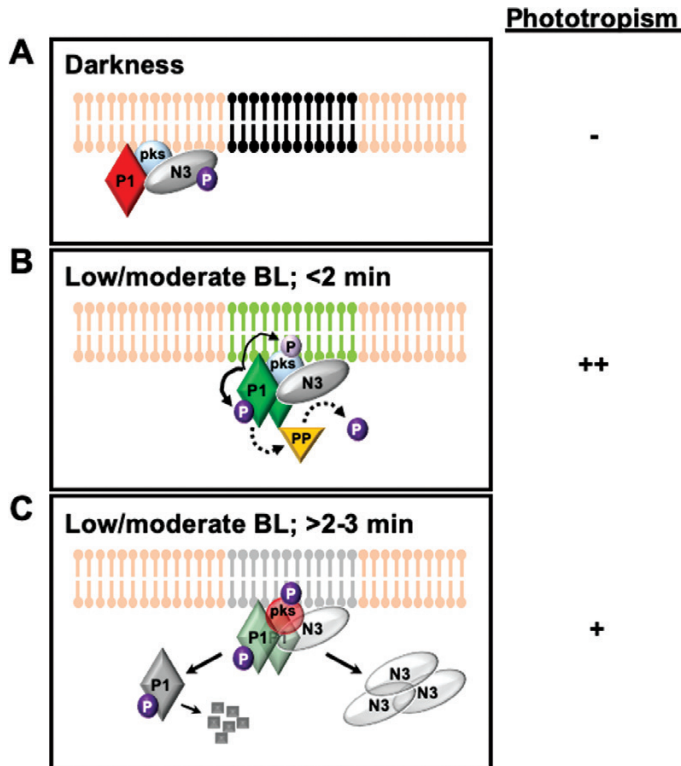 Phototropism
A
Darkness
pks
P1
N3
P
-
B
Low/moderate BL; <2 min
P
pks
P1
N3
P
PP
P
++
C
Low/moderate BL; >2-3 min
P
pks
P1
P1
N3
P
P1
P
N3
N3
N3
+